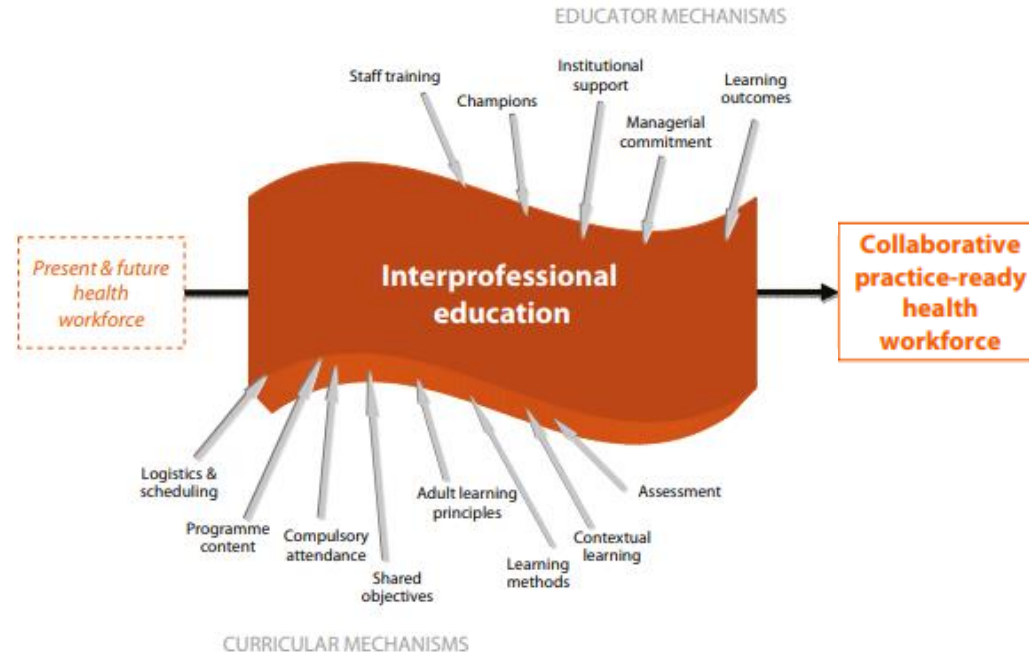 EDUCATOR MECHANISMS
Staff training
Champions
Institutional
support
Managerial
commitment
Learning
outcomes
Present & future
health
workforce
Interprofessional
education
Collaborative
practice-ready
health
workforce
Logistics &
scheduling
Programme
content
Compulsory
attendance
Shared
objectives
Adult learning
principles
Learning
methods
Contextual
learning
Assessment
CURRICULAR MECHANISMS